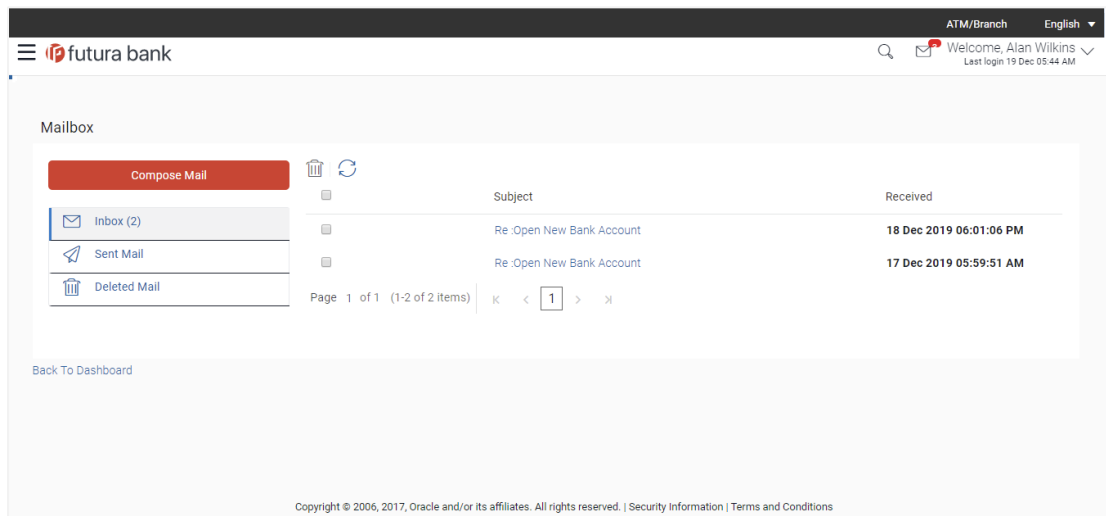 ATM/Branch English
futura bank
Welcome, Alan Wilkins
Last login 19 Dec 05:44 AM
Mailbox
Compose Mail
Inbox (2)
Sent Mail
Deleted Mail
Subject Received
Re :Open New Bank Account 18 Dec 2019 06:01:06 PM
Re :Open New Bank Account 17 Dec 2019 05:59:51 AM
Page 1 of 1 (1-2 of 2 items) 1
Back To Dashboard
Copyright © 2006, 2017, Oracle and/or its affiliates. All rights reserved. | Security Information | Terms and Conditions